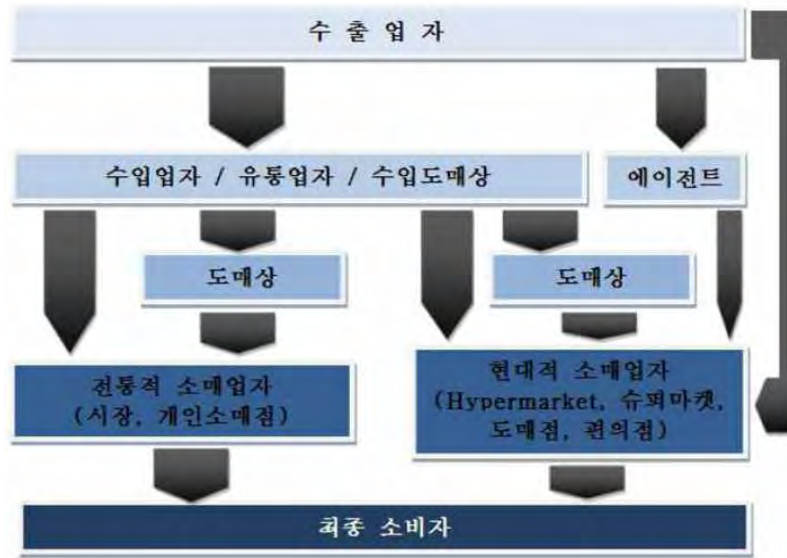 수 출 업 자
수입업자 / 유통업자 / 수입도매상
에이전트
도매상
도매상
전통적 소매업자
(시장, 개인소매점)
현대적 소매업자
(Hypermarket, 슈퍼마켓,
도매점, 편의점)
최종 소비자